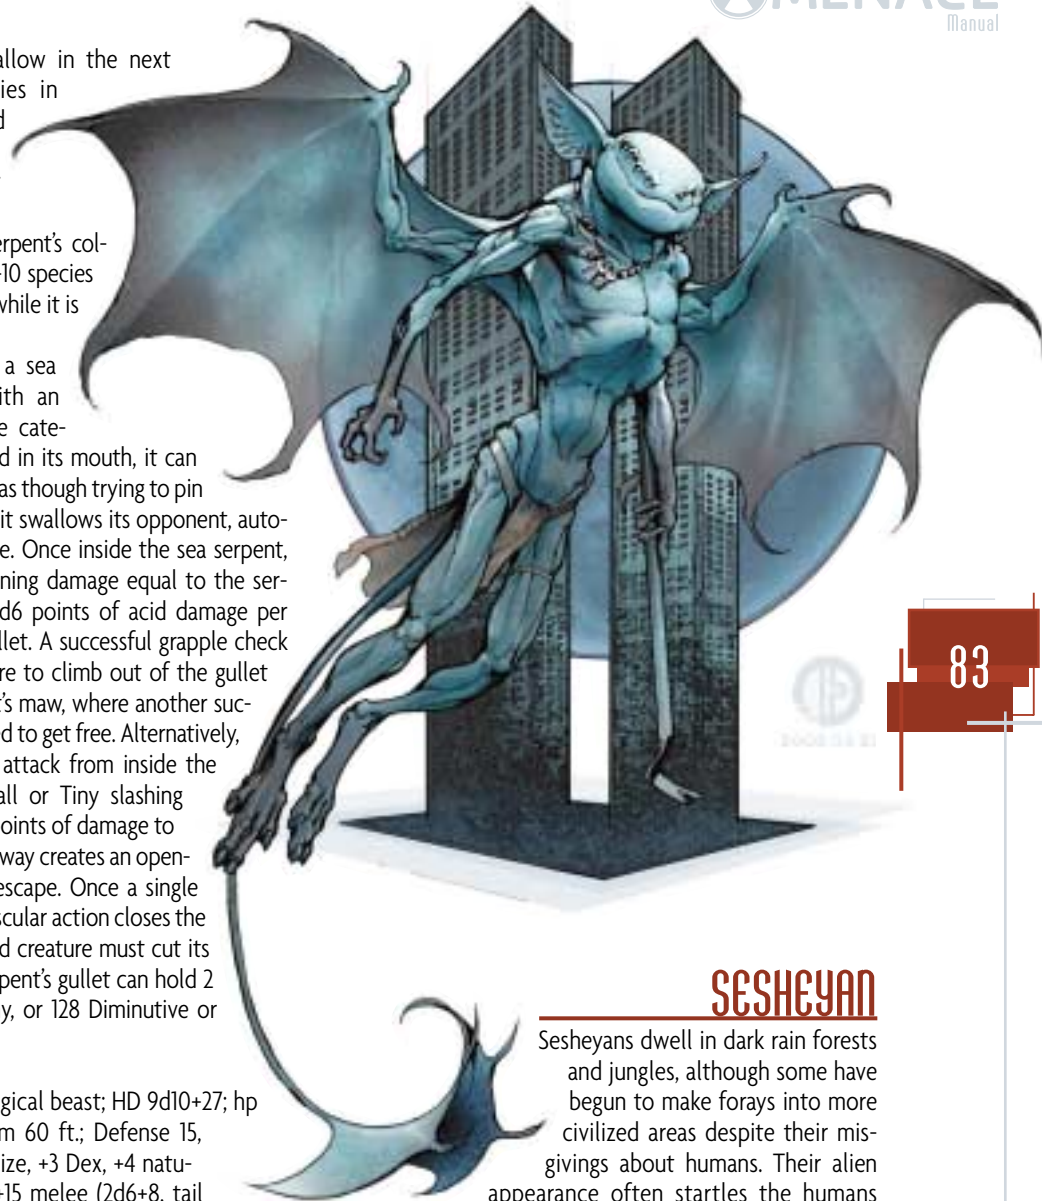 MENACE
Manual
allow in the next
ies in
erpent's col-
-10 species
while it is
a sea
ith an
e cate-
d in its mouth, it can
as though trying to pin
it swallows its opponent, auto-
e. Once inside the sea serpent,
ning damage equal to the ser-
d6 points of acid damage per
llet. A successful grapple check
re to climb out of the gullet
t's maw, where another suc-
ed to get free. Alternatively,
attack from inside the
all or Tiny slashing
oints of damage to
way creates an open-
escape. Once a single
scular action closes the
d creature must cut its
rpent's gullet can hold 2
y, or 128 Diminutive or
gical beast; HD 9d10+27; hp
m 60 ft.; Defense 15,
ize, +3 Dex, +4 natu-
+15 melee (2d6+8, tail
83
SESHEYAN
Sesheyans dwell in dark rain forests
and jungles, although some have
begun to make forays into more
civilized areas despite their mis-
givings about humans. Their alien
appearance often startles the humans